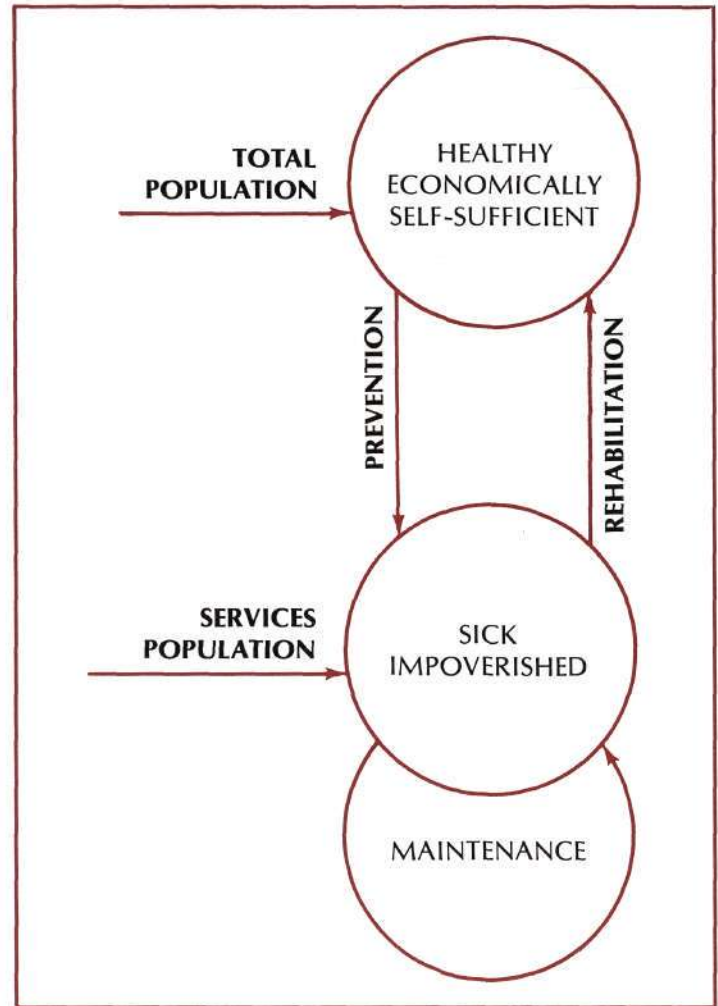 TOTAL
POPULATION
HEALTHY
ECONOMICALLY
SELF-SUFFICIENT
PREVENTION
REHABILITATION
SERVICES
POPULATION
SICK
IMPOVERISHED
MAINTENANCE